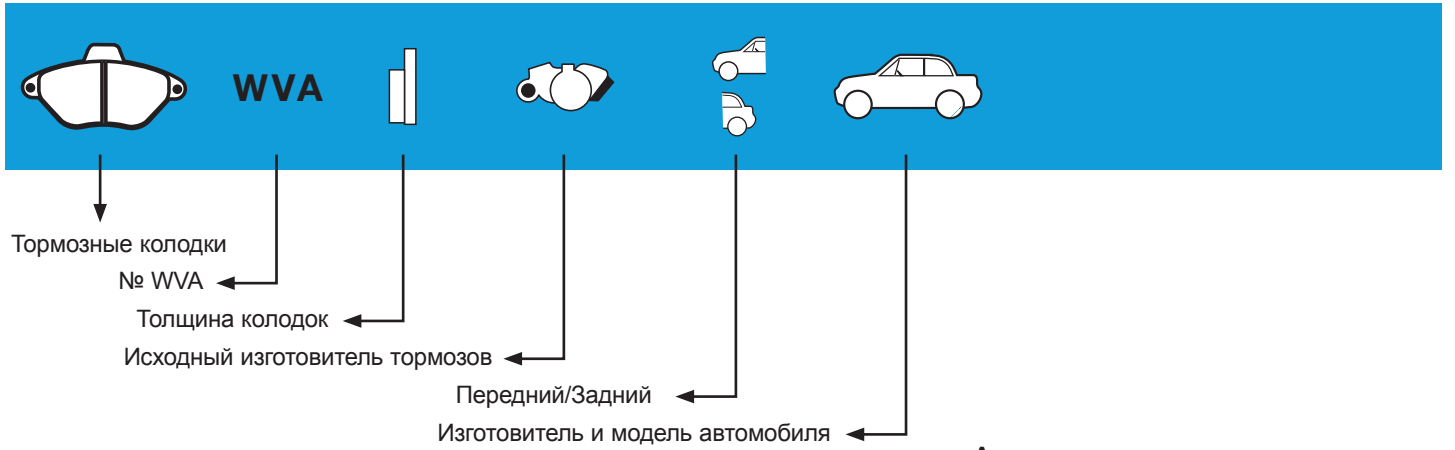 WVA
Тормозные колодки
№ WVA
Толщина колодок
Исходный изготовитель тормозов
Передний/Задний
Изготовитель и модель автомобиля